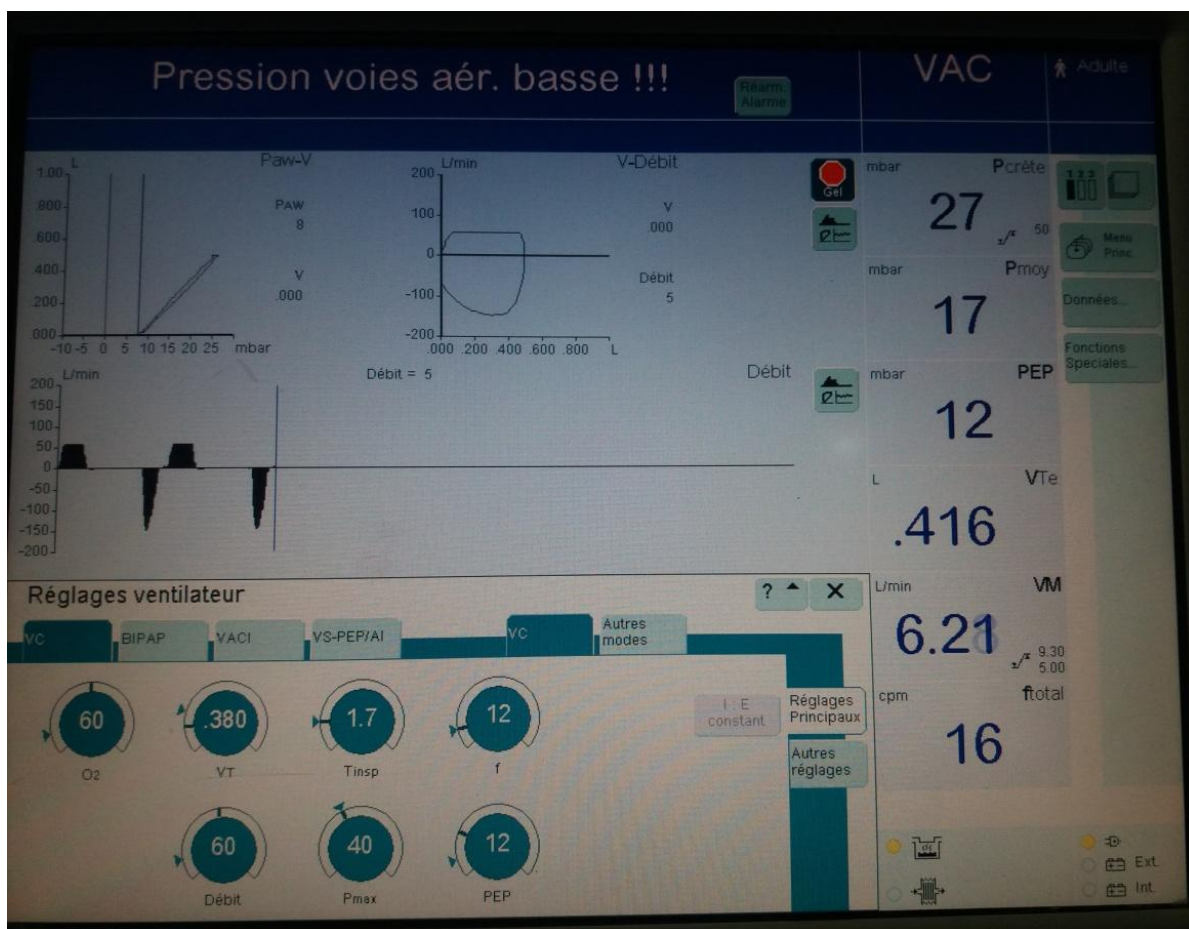 Pression voies aér. basse !!!
Réarm.
Alarme
VAC
Adulte
L
Paw-V
1.00
.800
.600
.400
.200
.000
-10 -5 0 5 10 15 20 25 mbar
PAW
8
V
.000
L/min
V-Débit
200
100
0
-100
-200
.000 .200 .400 .600 .800 L
V
.000
Débit
5
Gel
L/min
Débit = 5
Débit
200
150
100
50
0
-50
-100
-150
-200
mbar Pcrête
27
50
mbar Pmoy
17
mbar PEP
12
L VTe
.416
L/min VM
6.21
9.30
5.00
cpm ftotal
16
1 2 3
Menu
Princ.
Données...
Fonctions
Speciales...
Ext.
Int.
Réglages ventilateur
? X
VC
BIPAP
VACI
VS-PEP/AI
VC
Autres
modes
60
O2
.380
VT
1.7
Tinsp
12
f
I : E
constant
Réglages
Principaux
Autres
réglages
60
Débit
40
Pmax
12
PEP